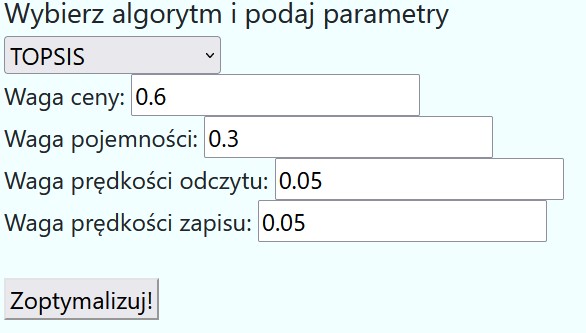 Wybierz algorytm i podaj parametry
TOPSIS
Waga ceny: 0.6
Waga pojemności: 0.3
Waga prędkości odczytu: 0.05
Waga prędkości zapisu: 0.05
Zoptymalizuj!